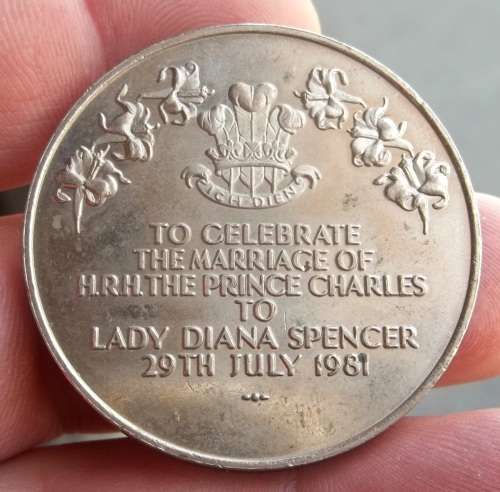 ICH DIEN
TO CELEBRATE
THE MARRIAGE OF
H.R.H. THE PRINCE CHARLES
TO
LADY DIANA SPENCER
29TH JULY 1981